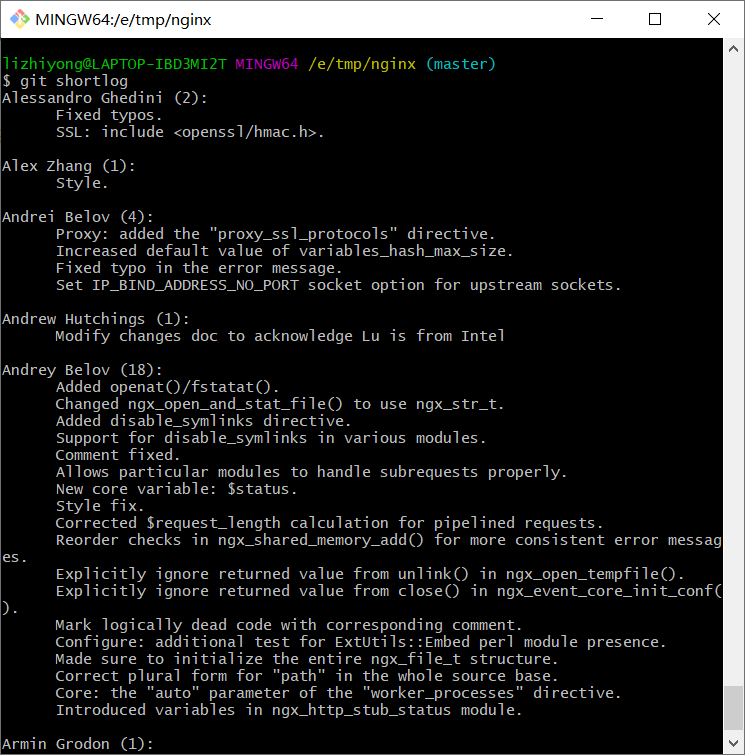 MINGW64:/e/tmp/nginx
lizhiyong@LAPTOP-IBD3MI2T MINGW64 /e/tmp/nginx (master)
$ git shortlog
Alessandro Ghedini (2):
      Fixed typos.
      SSL: include <openssl/hmac.h>.

Alex Zhang (1):
      Style.

Andrei Belov (4):
      Proxy: added the "proxy_ssl_protocols" directive.
      Increased default value of variables_hash_max_size.
      Fixed typo in the error message.
      Set IP_BIND_ADDRESS_NO_PORT socket option for upstream sockets.

Andrew Hutchings (1):
      Modify changes doc to acknowledge Lu is from Intel

Andrey Belov (18):
      Added openat()/fstatat().
      Changed ngx_open_and_stat_file() to use ngx_str_t.
      Added disable_symlinks directive.
      Support for disable_symlinks in various modules.
      Comment fixed.
      Allows particular modules to handle subrequests properly.
      New core variable: $status.
      Style fix.
      Corrected $request_length calculation for pipelined requests.
      Reorder checks in ngx_shared_memory_add() for more consistent error messag
es.
      Explicitly ignore returned value from unlink() in ngx_open_tempfile().
      Explicitly ignore returned value from close() in ngx_event_core_init_conf(
).
      Mark logically dead code with corresponding comment.
      Configure: additional test for ExtUtils::Embed perl module presence.
      Made sure to initialize the entire ngx_file_t structure.
      Correct plural form for "path" in the whole source base.
      Core: the "auto" parameter of the "worker_processes" directive.
      Introduced variables in ngx_http_stub_status module.

Armin Grodon (1):